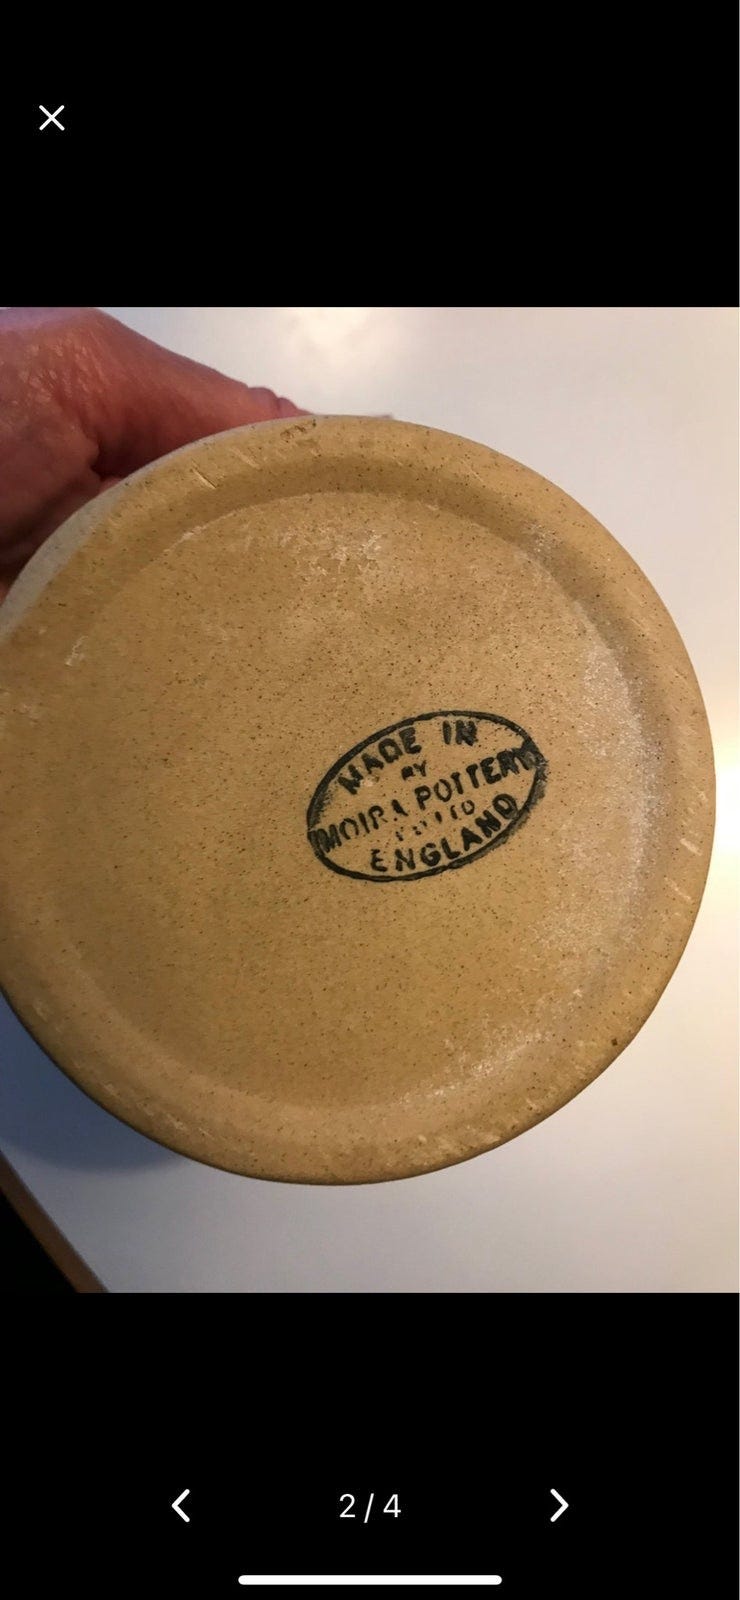 MADE IN
BY
MOIRA POTTERY
ENGLAND
2 / 4